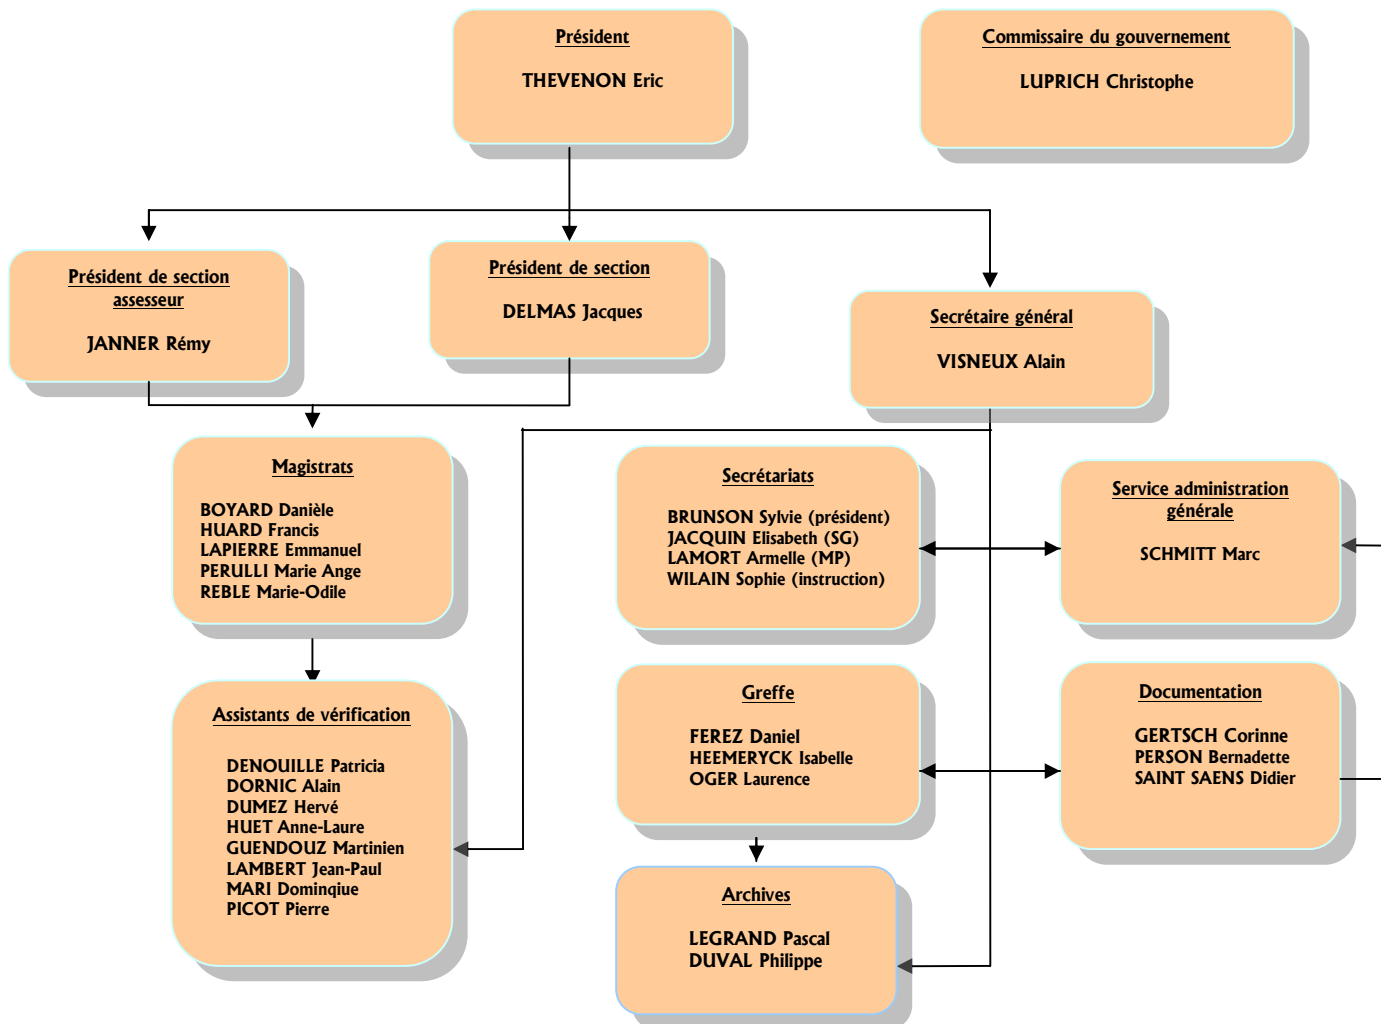 Président
THEVENON Eric
Commissaire du gouvernement
LUPRICH Christophe
Président de section
assesseur
JANNER Rémy
Président de section
DELMAS Jacques
Secrétaire général
VISNEUX Alain
Magistrats
BOYARD Danièle
HUARD Francis
LAPIERRE Emmanuel
PERULLI Marie Ange
REBLE Marie-Odile
Secrétariats
BRUNSON Sylvie (président)
JACQUIN Elisabeth (SG)
LAMORT Armelle (MP)
WILAIN Sophie (instruction)
Service administration
générale
SCHMITT Marc
Assistants de vérification
DENOUILLE Patricia
DORNIC Alain
DUMEZ Hervé
HUET Anne-Laure
GUENDOUZ Martinien
LAMBERT Jean-Paul
MARI Dominqiue
PICOT Pierre
Greffe
FEREZ Daniel
HEEMERYCK Isabelle
OGER Laurence
Documentation
GERTSCH Corinne
PERSON Bernadette
SAINT SAENS Didier
Archives
LEGRAND Pascal
DUVAL Philippe